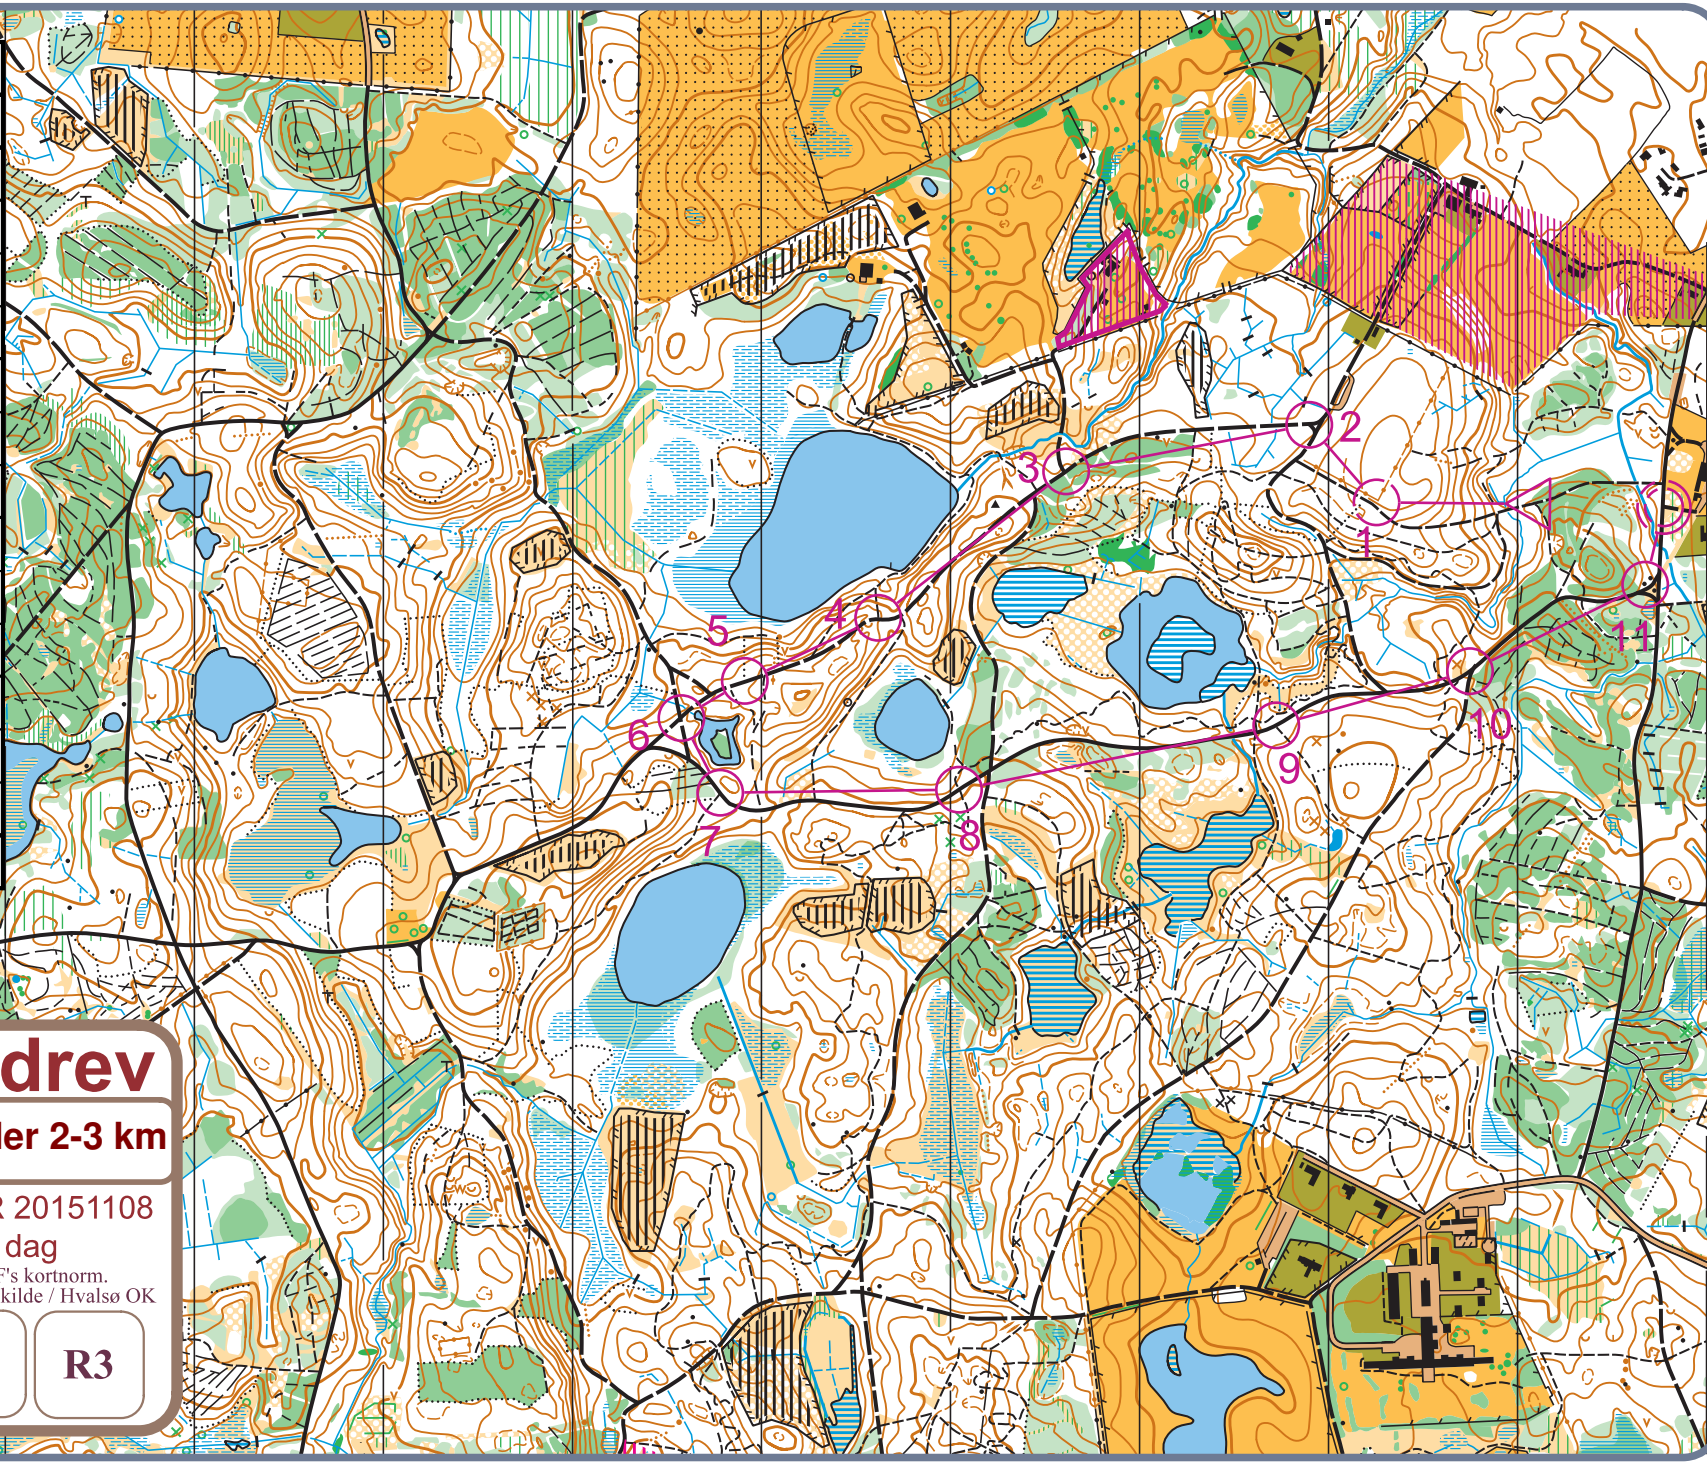 2
3
1
4
5
11
6
10
9
7
8
drev
ler 2-3 km
R 20151108
dag
F's kortnorm.
kilde / Hvalsø OK
R3